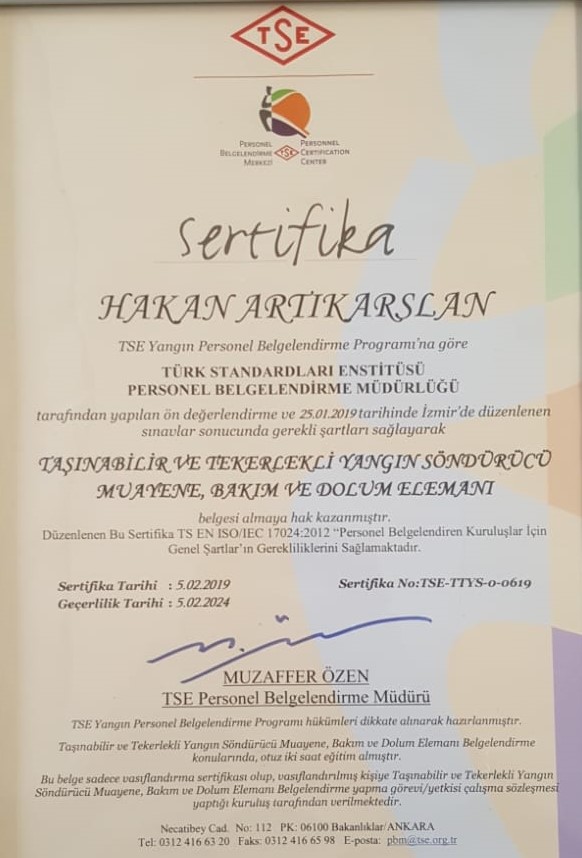 TSE
PERSONEL BELGELENDİRME MERKEZİ
TSE
PERSONNEL CERTIFICATION CENTER
Sertifika
HAKAN ARTIKARSLAN
TSE Yangın Personel Belgelendirme Programı'na göre
TÜRK STANDARDLARI ENSTİTÜSÜ
PERSONEL BELGELENDİRME MÜDÜRLÜĞÜ
tarafından yapılan ön değerlendirme ve 25.01.2019 tarihinde İzmir'de düzenlenen
sınavlar sonucunda gerekli şartları sağlayarak
TAŞINABİLİR VE TEKERLEKLİ YANGIN SÖNDÜRÜCÜ
MUAYENE, BAKIM VE DOLUM ELEMANI
belgesi almaya hak kazanmıştır.
Düzenlenen Bu Sertifika TS EN ISO/IEC 17024:2012 "Personel Belgelendiren Kuruluşlar İçin
Genel Şartlar'ın Gerekliliklerini Sağlamaktadır.
Sertifika Tarihi : 5.02.2019 Sertifika No:TSE-TTYS-0-0619
Geçerlilik Tarihi : 5.02.2024
MUZAFFER ÖZEN
TSE Personel Belgelendirme Müdürü
TSE Yangın Personel Belgelendirme Programı hükümleri dikkate alınarak hazırlanmıştır.
Taşınabilir ve Tekerlekli Yangın Söndürücü Muayene, Bakım ve Dolum Elemanı Belgelendirme
konularında, otuz iki saat eğitim almıştır.
Bu belge sadece vasıflandırma sertifikası olup, vasıflandırılmış kişiye Taşınabilir ve Tekerlekli Yangın
Söndürücü Muayene, Bakım ve Dolum Elemanı Belgelendirme yapma görevi/yetkisi çalışma sözleşmesi
yaptığı kuruluş tarafından verilmektedir.
Necatibey Cad. No: 112 PK: 06100 Bakanlıklar/ANKARA
Tel: 0312 416 63 20 Faks: 0312 416 65 98 E-posta: pbm@tse.org.tr